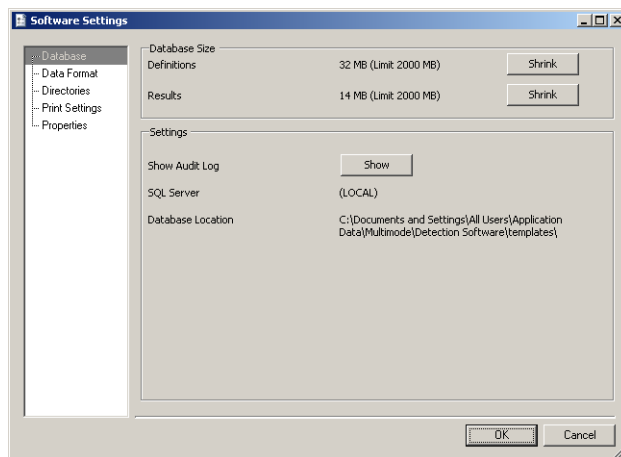 Software Settings
Database
Data Format
Directories
Print Settings
Properties
Database Size
Definitions 32 MB (Limit 2000 MB) Shrink
Results 14 MB (Limit 2000 MB) Shrink
Settings
Show Audit Log Show
SQL Server (LOCAL)
Database Location C:\Documents and Settings\All Users\Application
Data\Multimode\Detection Software\templates\
OK Cancel